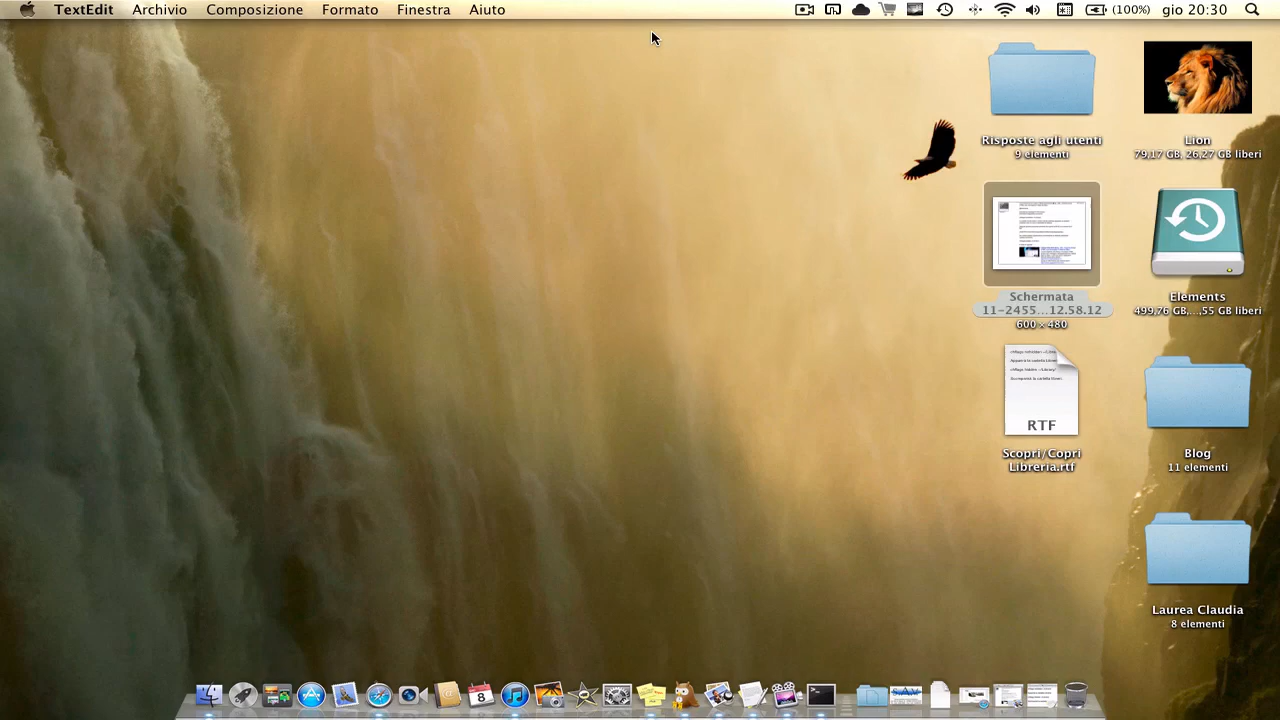 TextEdit Archivio Composizione Formato Finestra Aiuto (100%) gio 20:30
Risposte agli utenti
9 elementi
Lion
79,17 GB, 26,27 GB liberi
Schermata
11-2455...12.58.12
600 × 480
Elements
499,76 GB,...,55 GB liberi
RTF
Scopri/Copri
Libreria.rtf
Blog
11 elementi
Laurea Claudia
8 elementi
8